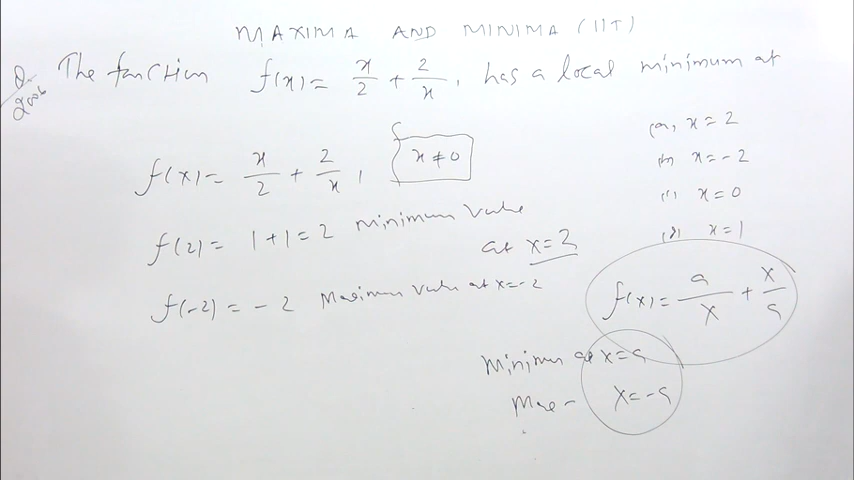 MAXIMA AND MINIMA (IIT)
Q. The function f(x) = x/2 + 2/x, has a local minimum at
2006
(a) x = 2
(b) x = -2
(c) x = 0
(d) x = 1
f(x) = x/2 + 2/x, x ≠ 0
f(2) = 1 + 1 = 2 minimum value at x = 2
f(-2) = -2 Maximum value at x = -2
f(x) = a/x + x/a
Minimum at x = a
Max - x = -a